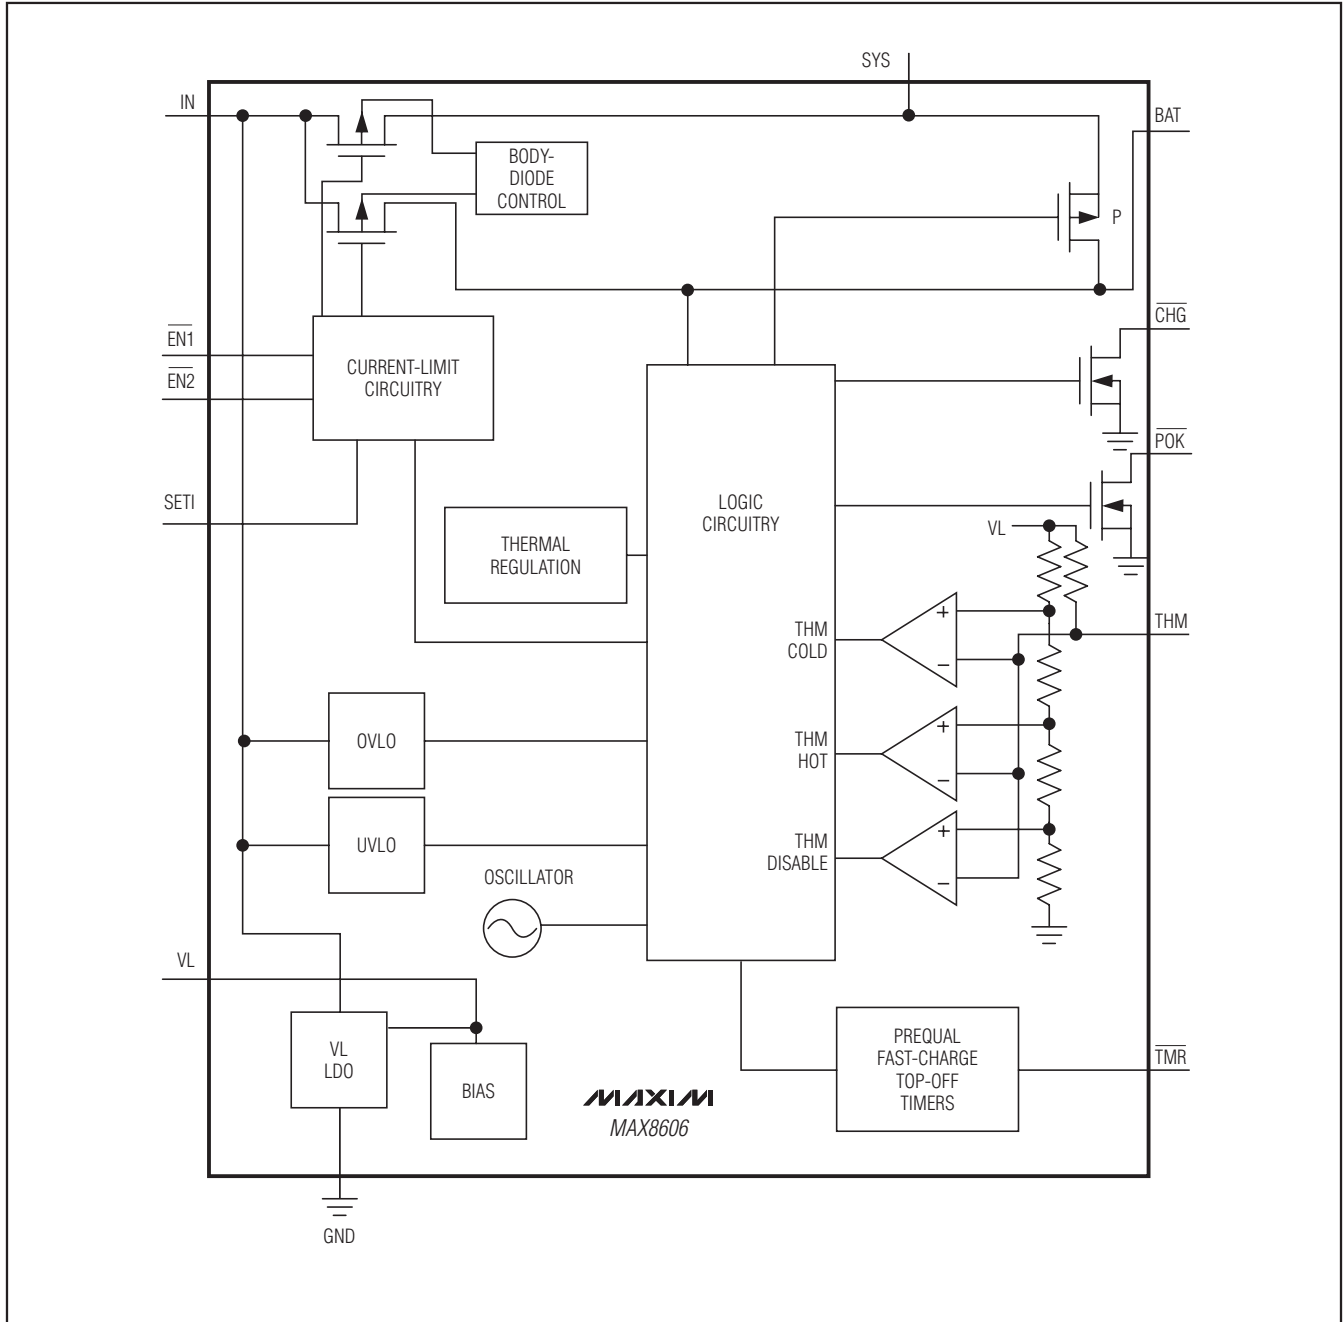 SYS
IN
BAT
BODY-
DIODE
CONTROL
P
CHG
EN1
EN2
CURRENT-LIMIT
CIRCUITRY
POK
SETI
LOGIC
CIRCUITRY
VL
THERMAL
REGULATION
THM
THM
COLD
+
−
THM
HOT
+
−
OVLO
THM
DISABLE
+
−
UVLO
OSCILLATOR
VL
VL
LDO
BIAS
MAXIM
MAX8606
PREQUAL
FAST-CHARGE
TOP-OFF
TIMERS
TMR
GND